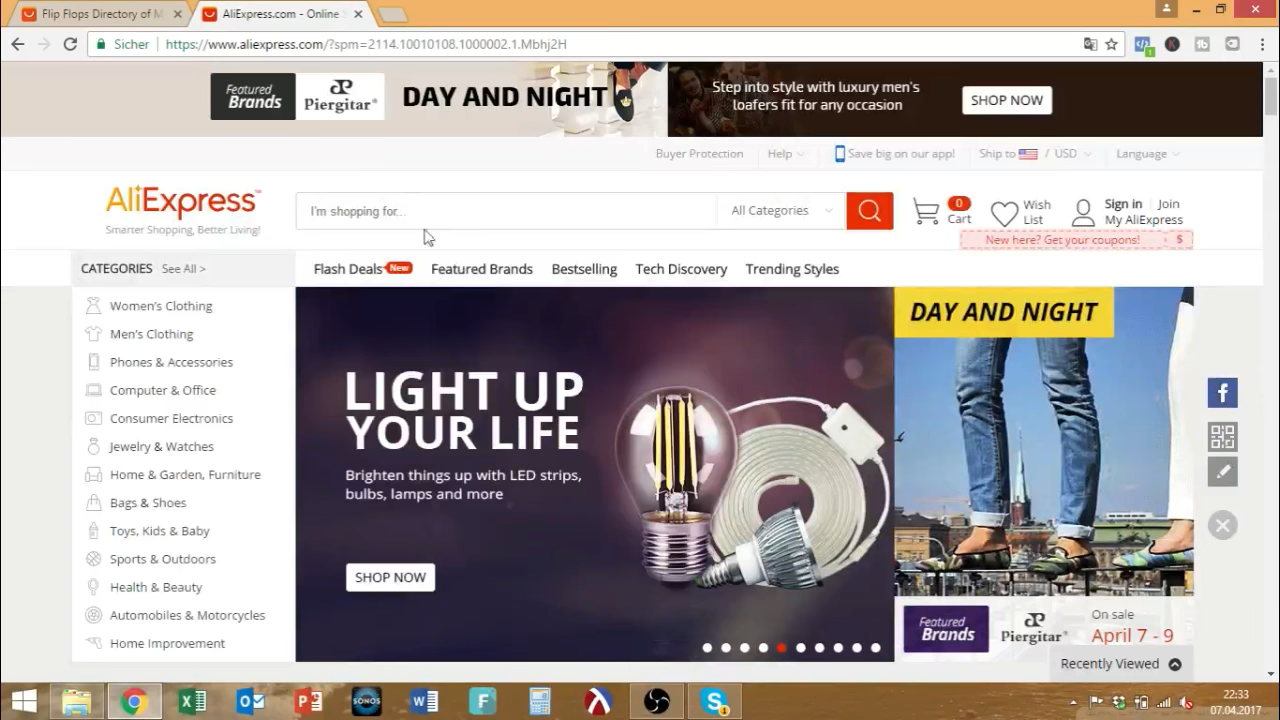 Flip Flops Directory of M
AliExpress.com - Online S
Sicher
https://www.aliexpress.com/?spm=2114.10010108.1000002.1.Mbhj2H
Featured
Brands
Piergitar®
DAY AND NIGHT
Step into style with luxury men's
loafers fit for any occasion
SHOP NOW
Buyer Protection
Help
Save big on our app!
Ship to / USD
Language
AliExpress™
Smarter Shopping, Better Living!
I'm shopping for...
All Categories
0
Cart
Wish
List
Sign in Join
My AliExpress
New here? Get your coupons! $
CATEGORIES See All >
Flash Deals New
Featured Brands
Bestselling
Tech Discovery
Trending Styles
Women's Clothing
Men's Clothing
Phones & Accessories
Computer & Office
Consumer Electronics
Jewelry & Watches
Home & Garden, Furniture
Bags & Shoes
Toys, Kids & Baby
Sports & Outdoors
Health & Beauty
Automobiles & Motorcycles
Home Improvement
LIGHT UP
YOUR LIFE
Brighten things up with LED strips,
bulbs, lamps and more
SHOP NOW
DAY AND NIGHT
Featured
Brands
Piergitar®
On sale
April 7 - 9
Recently Viewed
SONOS
22:33
07.04.2017